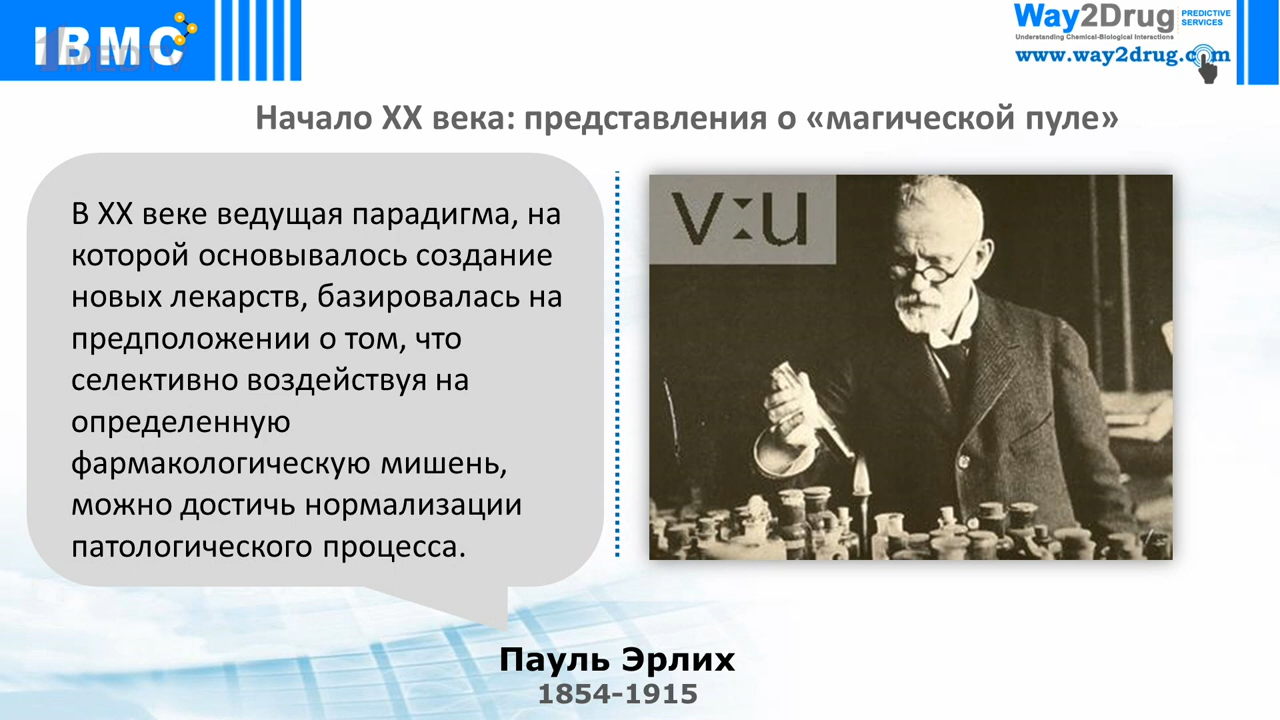 IBMC
1MEDTV
Way2Drug PREDICTIVE
SERVICES
Understanding Chemical-Biological Interactions
www.way2drug.com
Начало XX века: представления о «магической пуле»
В XX веке ведущая парадигма, на
которой основывалось создание
новых лекарств, базировалась на
предположении о том, что
селективно воздействуя на
определенную
фармакологическую мишень,
можно достичь нормализации
патологического процесса.
v:u
Пауль Эрлих
1854-1915